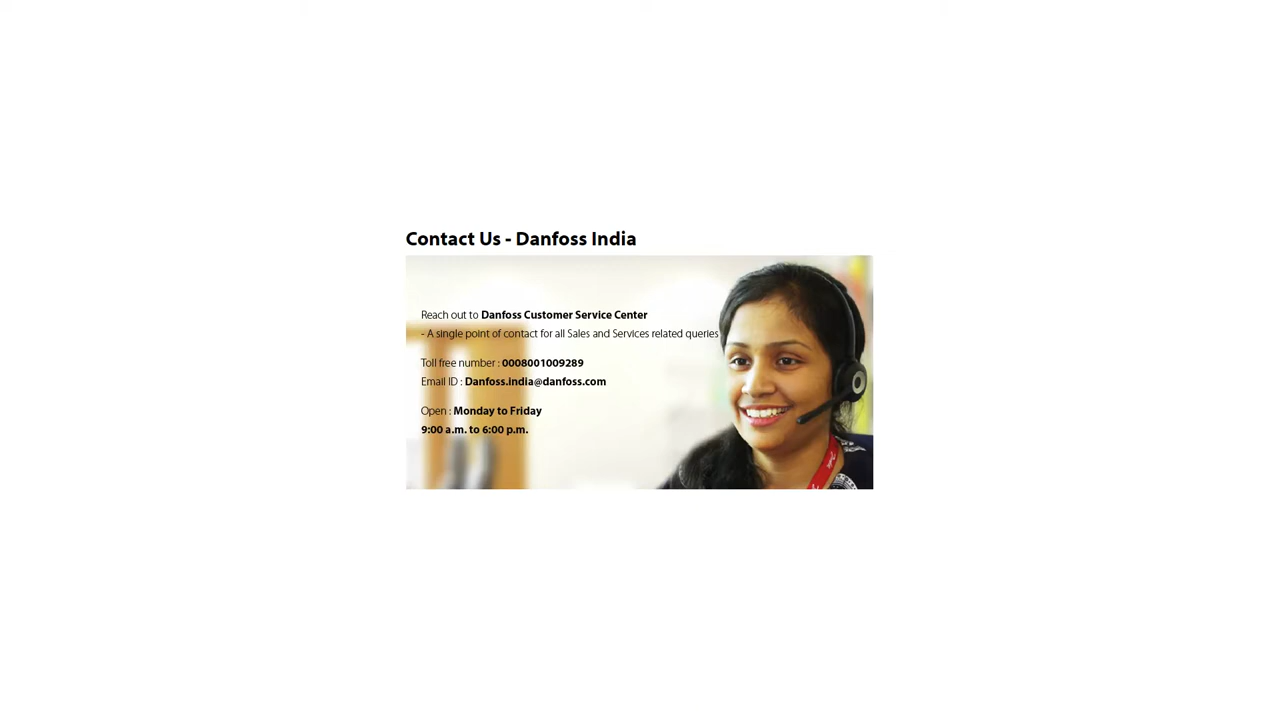 Contact Us - Danfoss India
Reach out to Danfoss Customer Service Center
- A single point of contact for all Sales and Services related queries
Toll free number : 0008001009289
Email ID : Danfoss.india@danfoss.com
Open : Monday to Friday
9:00 a.m. to 6:00 p.m.